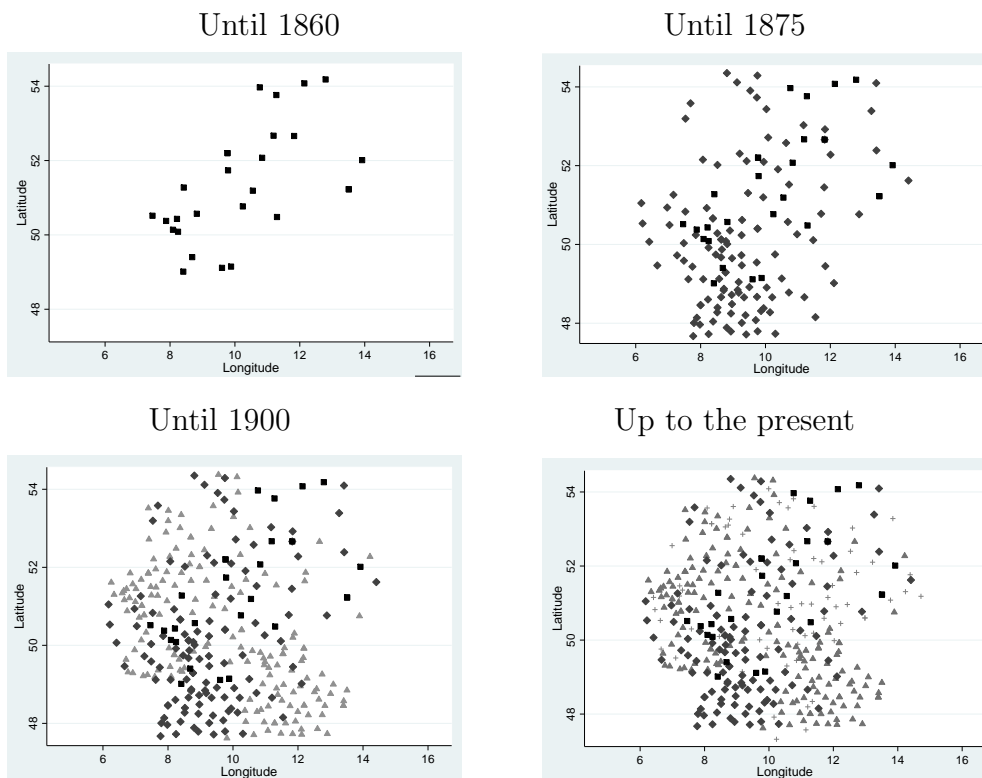 Until 1860
54
52
50
48
Latitude
6 8 10 12 14 16
Longitude
Until 1875
54
52
50
48
Latitude
6 8 10 12 14 16
Longitude
Until 1900
54
52
50
48
Latitude
6 8 10 12 14 16
Longitude
Up to the present
54
52
50
48
Latitude
6 8 10 12 14 16
Longitude